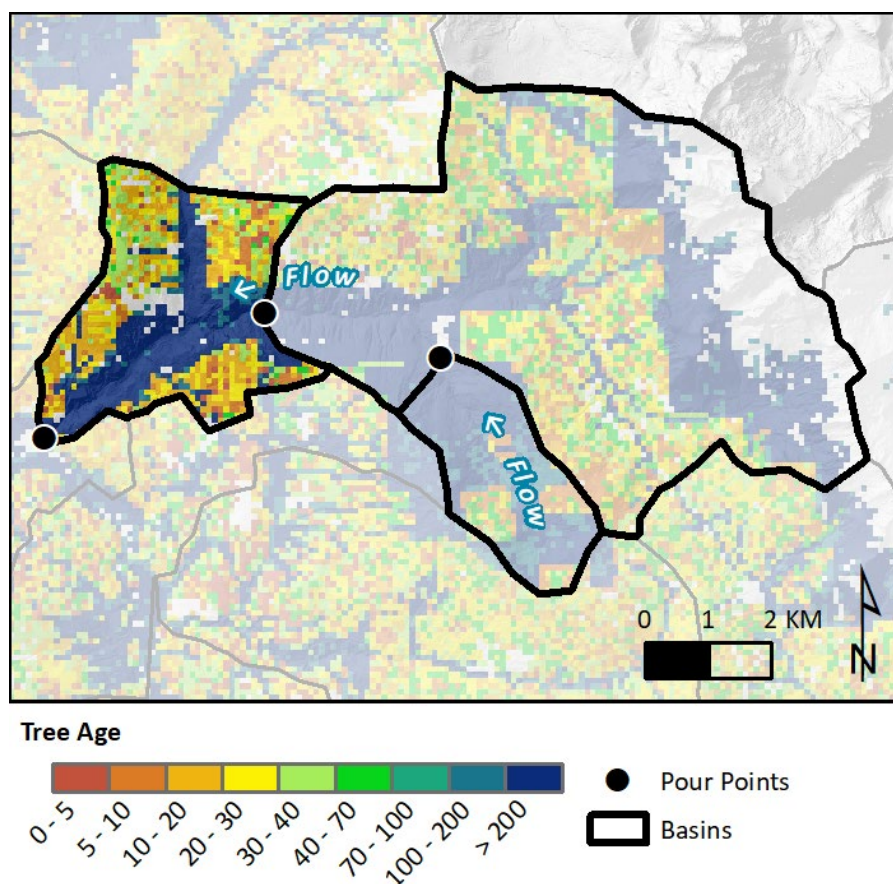 Flow
Flow
0 1 2 KM
N
Tree Age
0 - 5
5 - 10
10 - 20
20 - 30
30 - 40
40 - 70
70 - 100
100 - 200
> 200
Pour Points
Basins